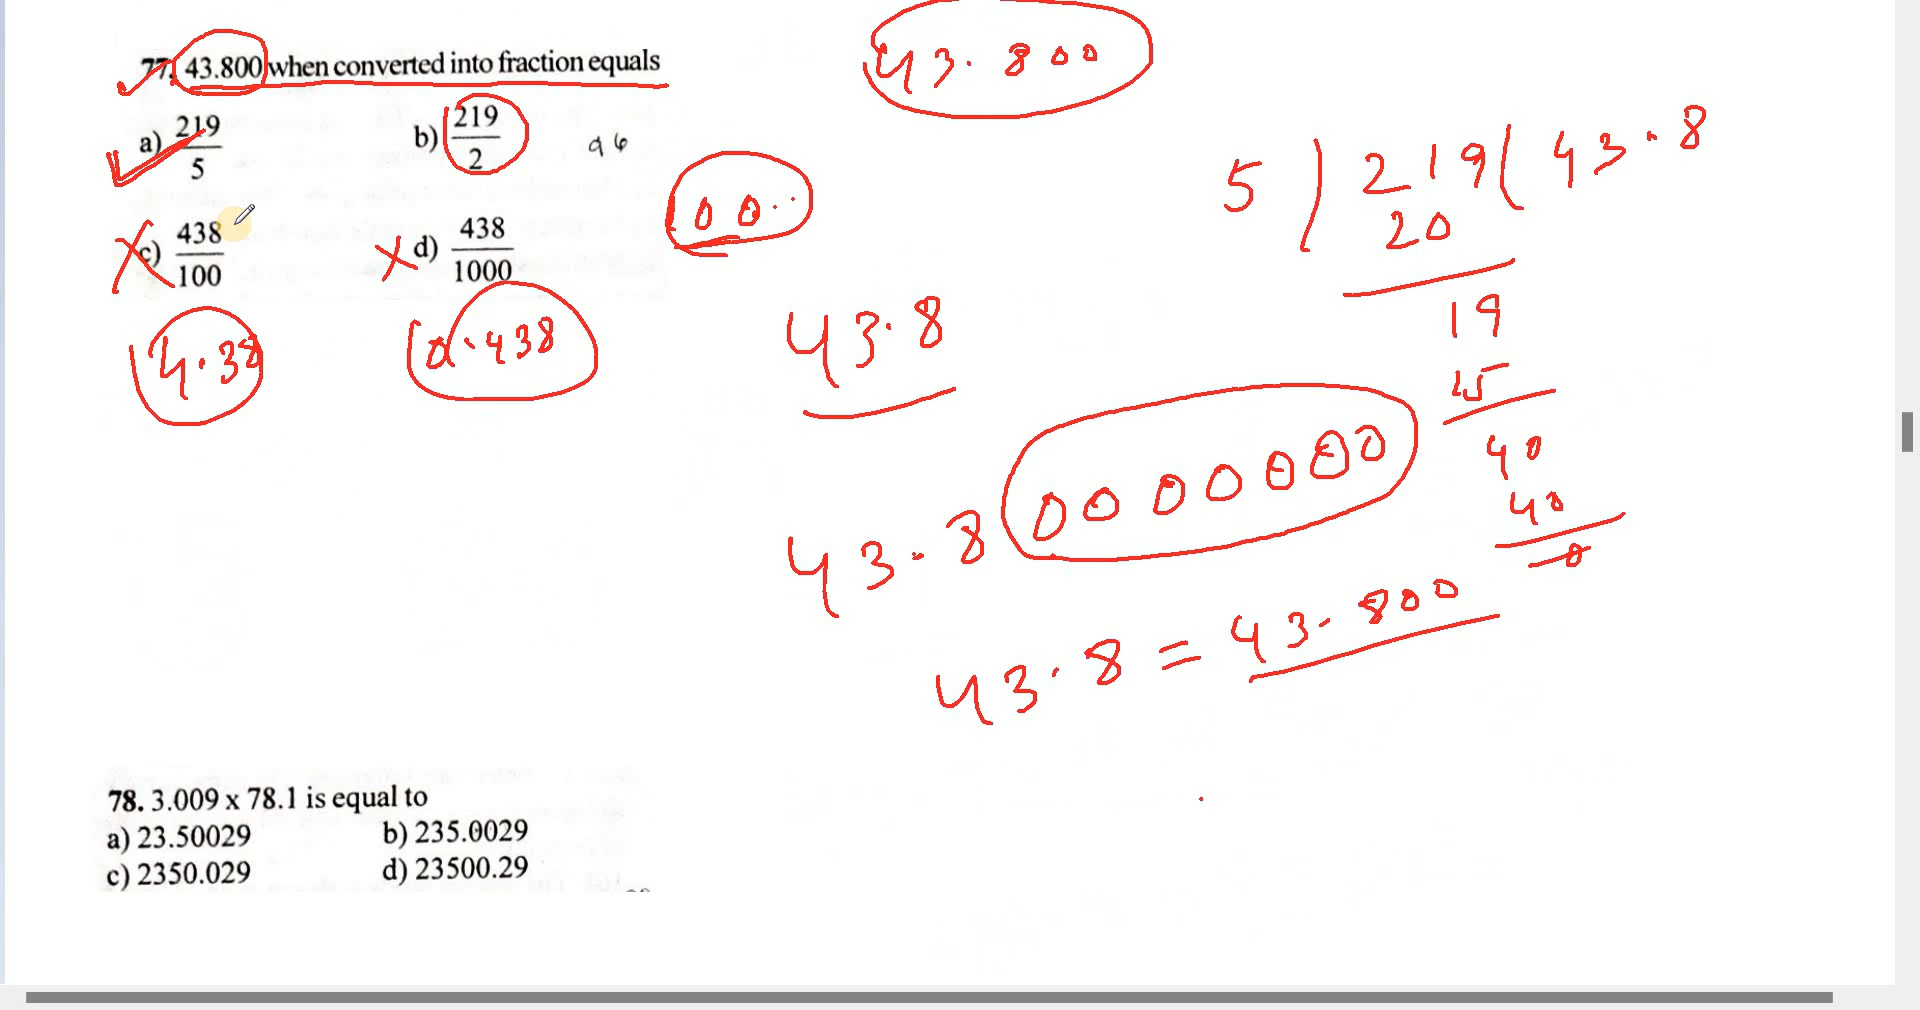 77. 43.800 when converted into fraction equals
a) 219/5 b) 219/2
c) 438/100 d) 438/1000
4.38 0.438
43.800
00..
43.8
43.80000000
43.8 = 43.800
5 ) 219 ( 43.8
20
19
15
40
40
0
78. 3.009 x 78.1 is equal to
a) 23.50029 b) 235.0029
c) 2350.029 d) 23500.29